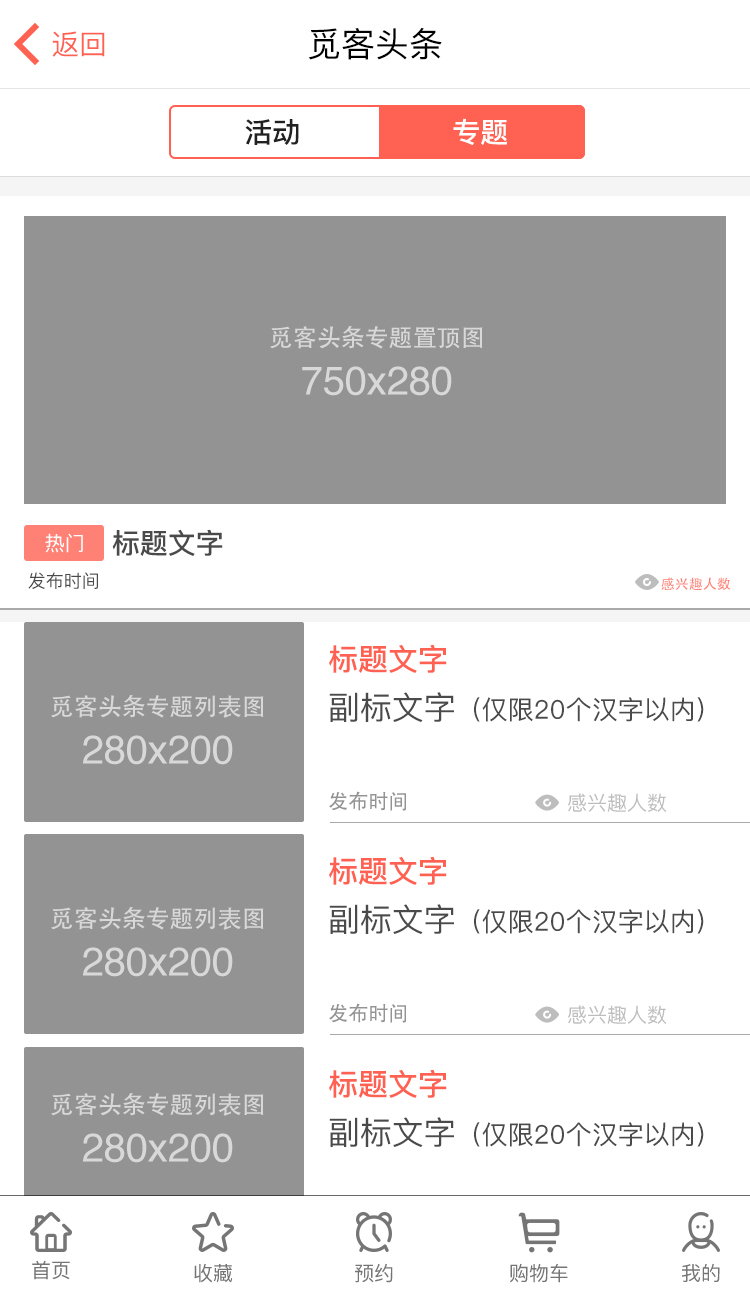 返回
觅客头条
活动
专题
觅客头条专题置顶图
750x280
热门 标题文字
发布时间
感兴趣人数
觅客头条专题列表图
280x200
标题文字
副标文字（仅限20个汉字以内）
发布时间
感兴趣人数
觅客头条专题列表图
280x200
标题文字
副标文字（仅限20个汉字以内）
发布时间
感兴趣人数
觅客头条专题列表图
280x200
标题文字
副标文字（仅限20个汉字以内）
首页
收藏
预约
购物车
我的